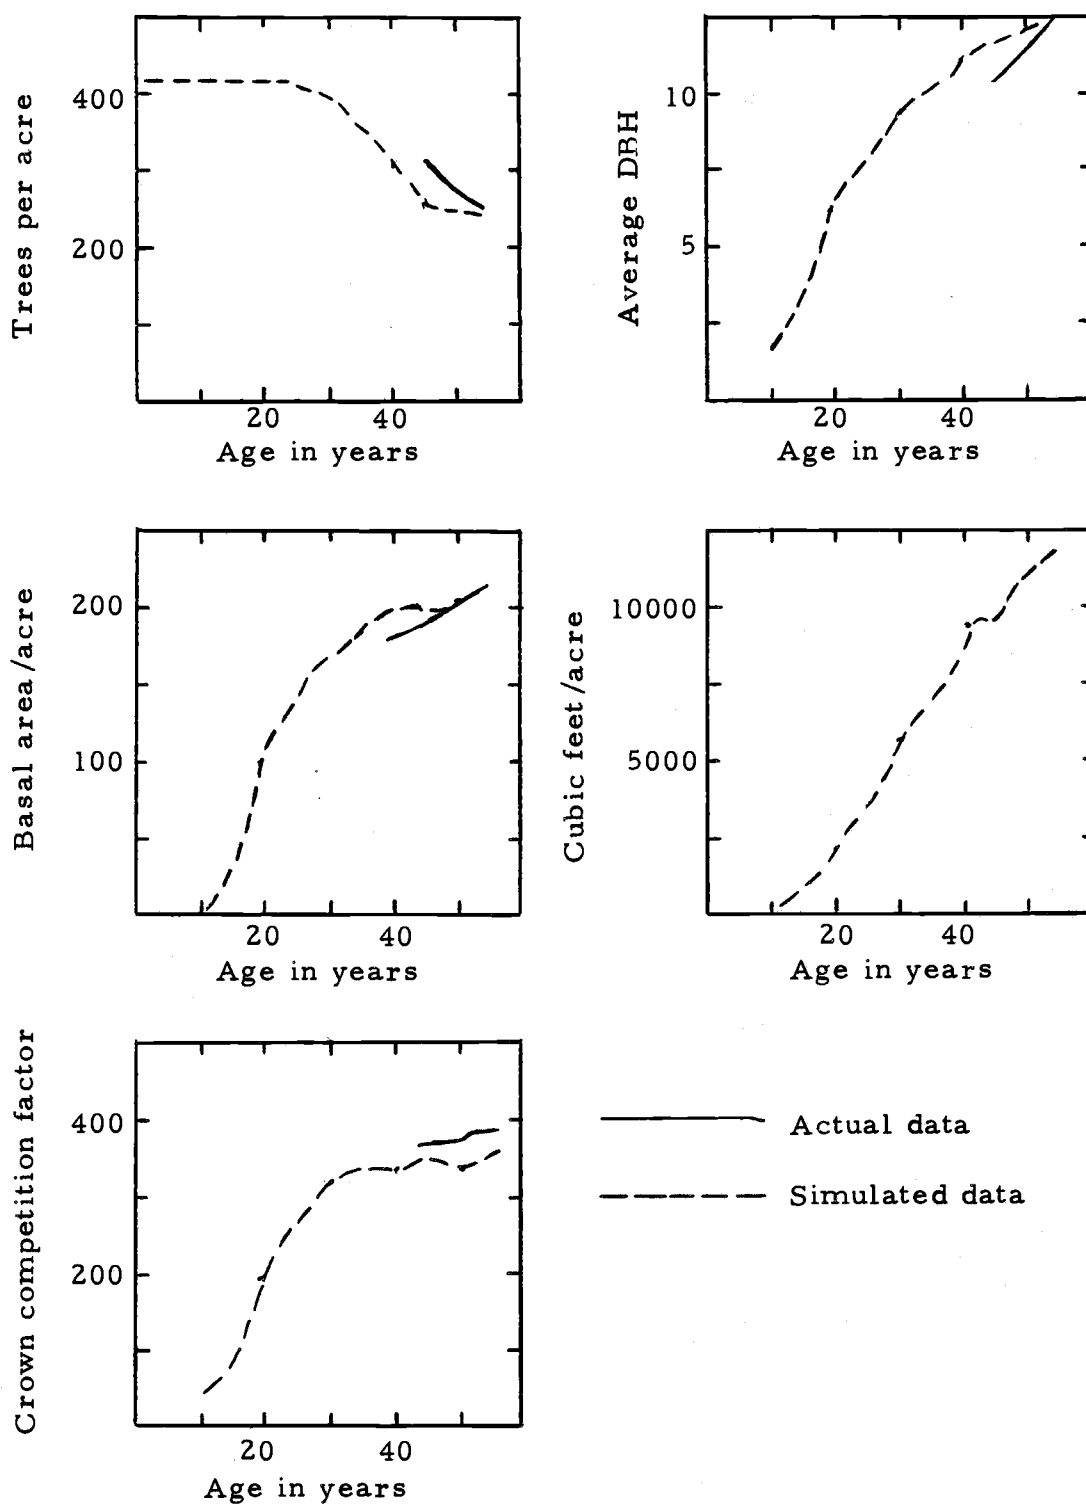 Trees per acre
400
200
20 40
Age in years
Average DBH
10
5
20 40
Age in years
Basal area/acre
200
100
20 40
Age in years
Cubic feet/acre
10000
5000
20 40
Age in years
Crown competition factor
400
200
20 40
Age in years
Actual data
Simulated data